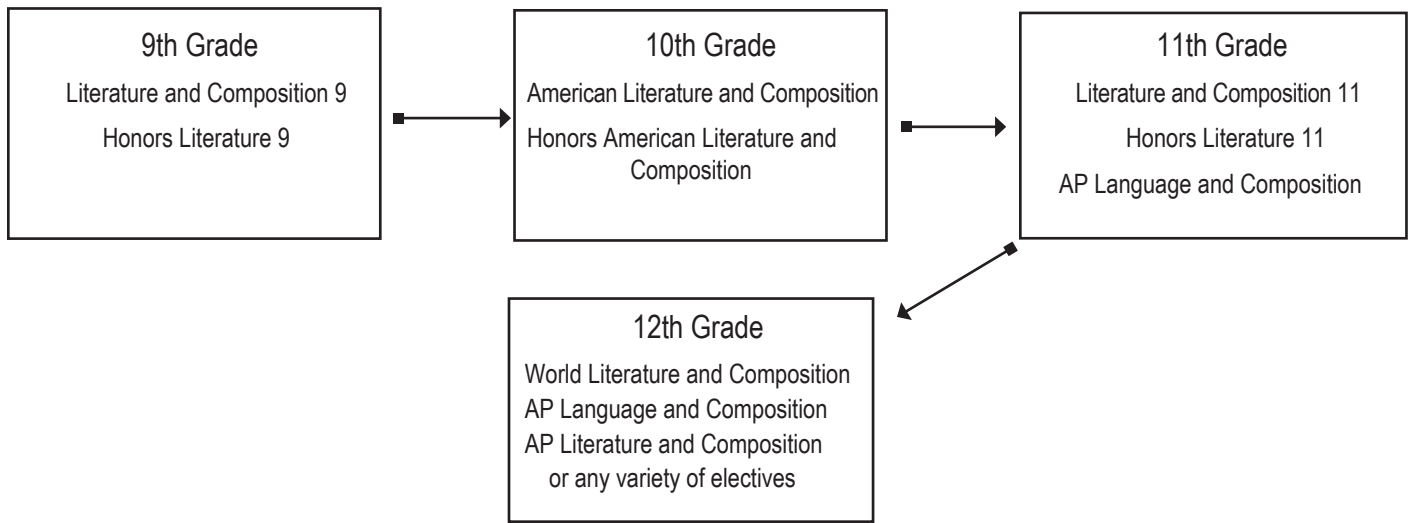 9th Grade
Literature and Composition 9
Honors Literature 9
10th Grade
American Literature and Composition
Honors American Literature and
Composition
11th Grade
Literature and Composition 11
Honors Literature 11
AP Language and Composition
12th Grade
World Literature and Composition
AP Language and Composition
AP Literature and Composition
or any variety of electives